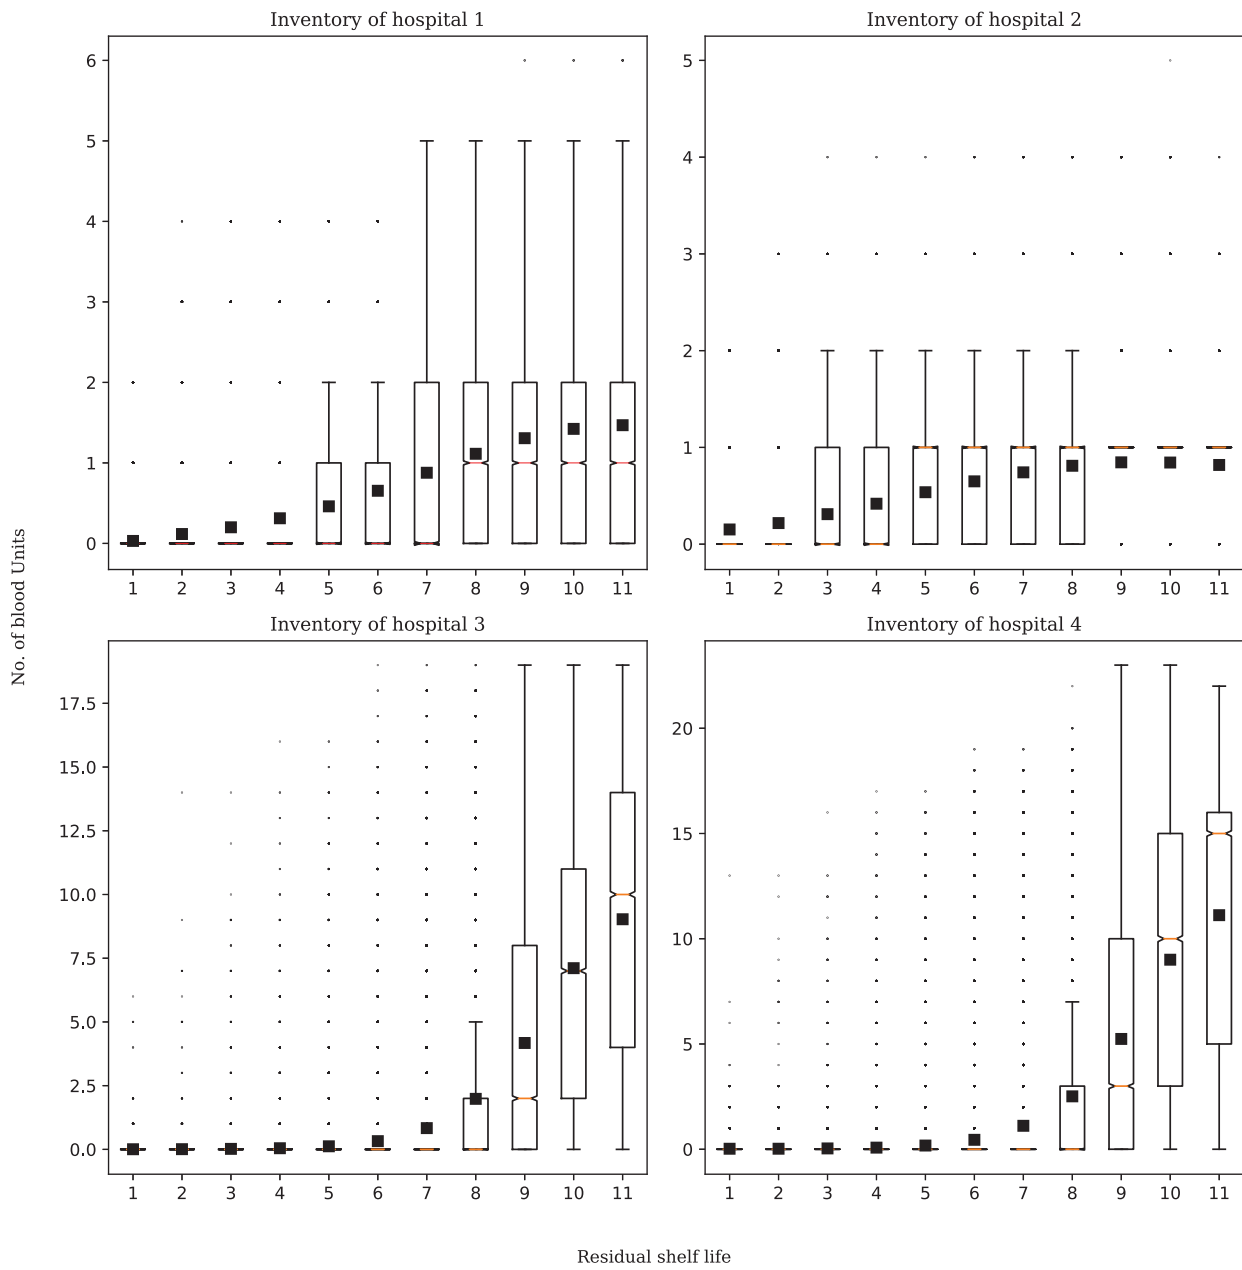 Inventory of hospital 1
Inventory of hospital 2
6
5
4
3
2
1
0
1 2 3 4 5 6 7 8 9 10 11
5
4
3
2
1
0
1 2 3 4 5 6 7 8 9 10 11
No. of blood Units
Inventory of hospital 3
Inventory of hospital 4
17.5
15.0
12.5
10.0
7.5
5.0
2.5
0.0
1 2 3 4 5 6 7 8 9 10 11
20
15
10
5
0
1 2 3 4 5 6 7 8 9 10 11
Residual shelf life